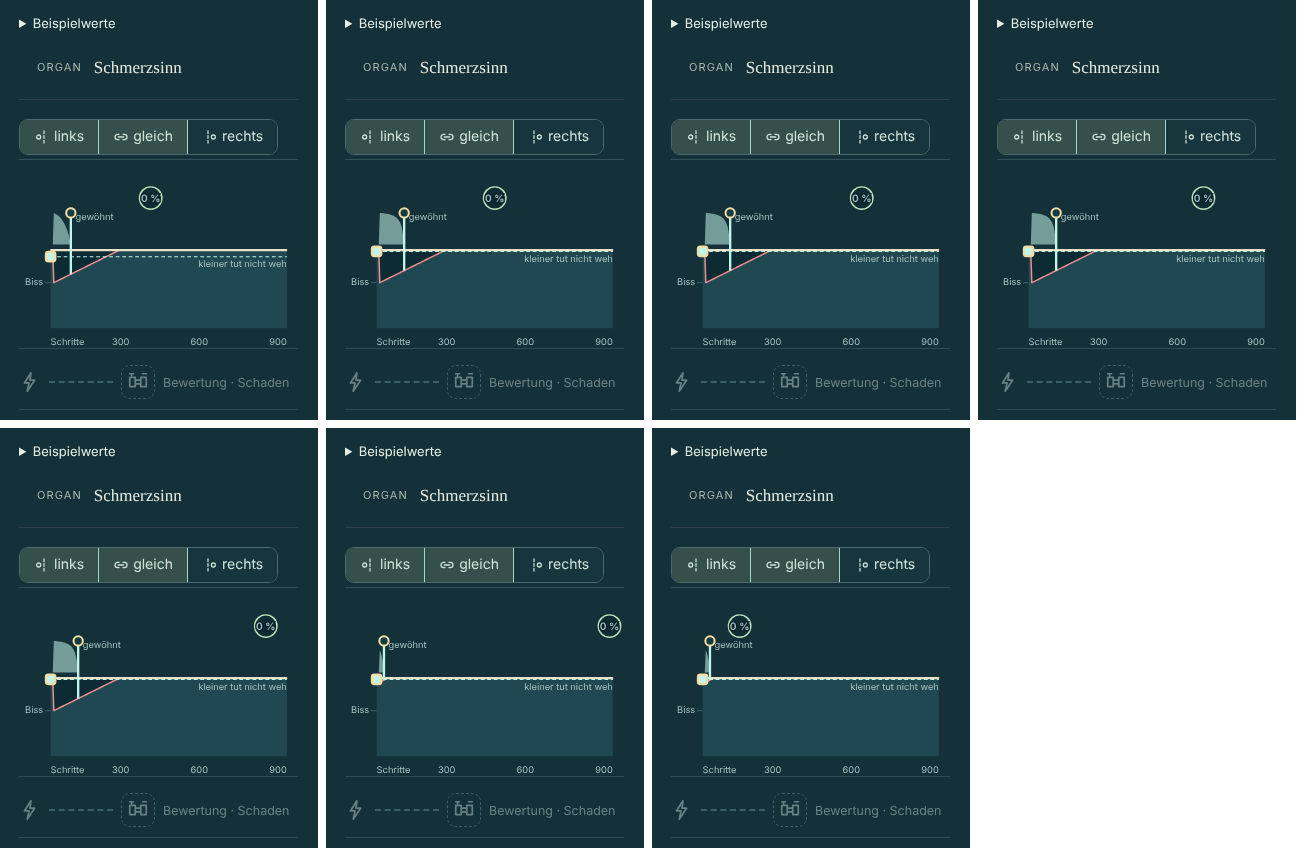 ▶ Beispielwerte
ORGAN Schmerzsinn
links gleich rechts
0 %
gewöhnt
kleiner tut nicht weh
Biss
Schritte 300 600 900
Bewertung · Schaden
▶ Beispielwerte
ORGAN Schmerzsinn
links gleich rechts
0 %
gewöhnt
kleiner tut nicht weh
Biss
Schritte 300 600 900
Bewertung · Schaden
▶ Beispielwerte
ORGAN Schmerzsinn
links gleich rechts
0 %
gewöhnt
kleiner tut nicht weh
Biss
Schritte 300 600 900
Bewertung · Schaden
▶ Beispielwerte
ORGAN Schmerzsinn
links gleich rechts
0 %
gewöhnt
kleiner tut nicht weh
Biss
Schritte 300 600 900
Bewertung · Schaden
▶ Beispielwerte
ORGAN Schmerzsinn
links gleich rechts
0 %
gewöhnt
kleiner tut nicht weh
Biss
Schritte 300 600 900
Bewertung · Schaden
▶ Beispielwerte
ORGAN Schmerzsinn
links gleich rechts
0 %
gewöhnt
kleiner tut nicht weh
Biss
Schritte 300 600 900
Bewertung · Schaden
▶ Beispielwerte
ORGAN Schmerzsinn
links gleich rechts
0 %
gewöhnt
kleiner tut nicht weh
Biss
Schritte 300 600 900
Bewertung · Schaden